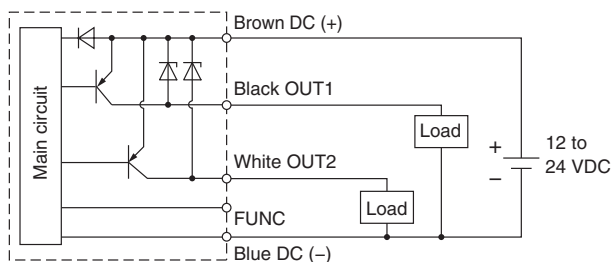 Brown DC (+)
Main circuit
Black OUT1
Load
+
12 to
24 VDC
−
White OUT2
Load
FUNC
Blue DC (−)